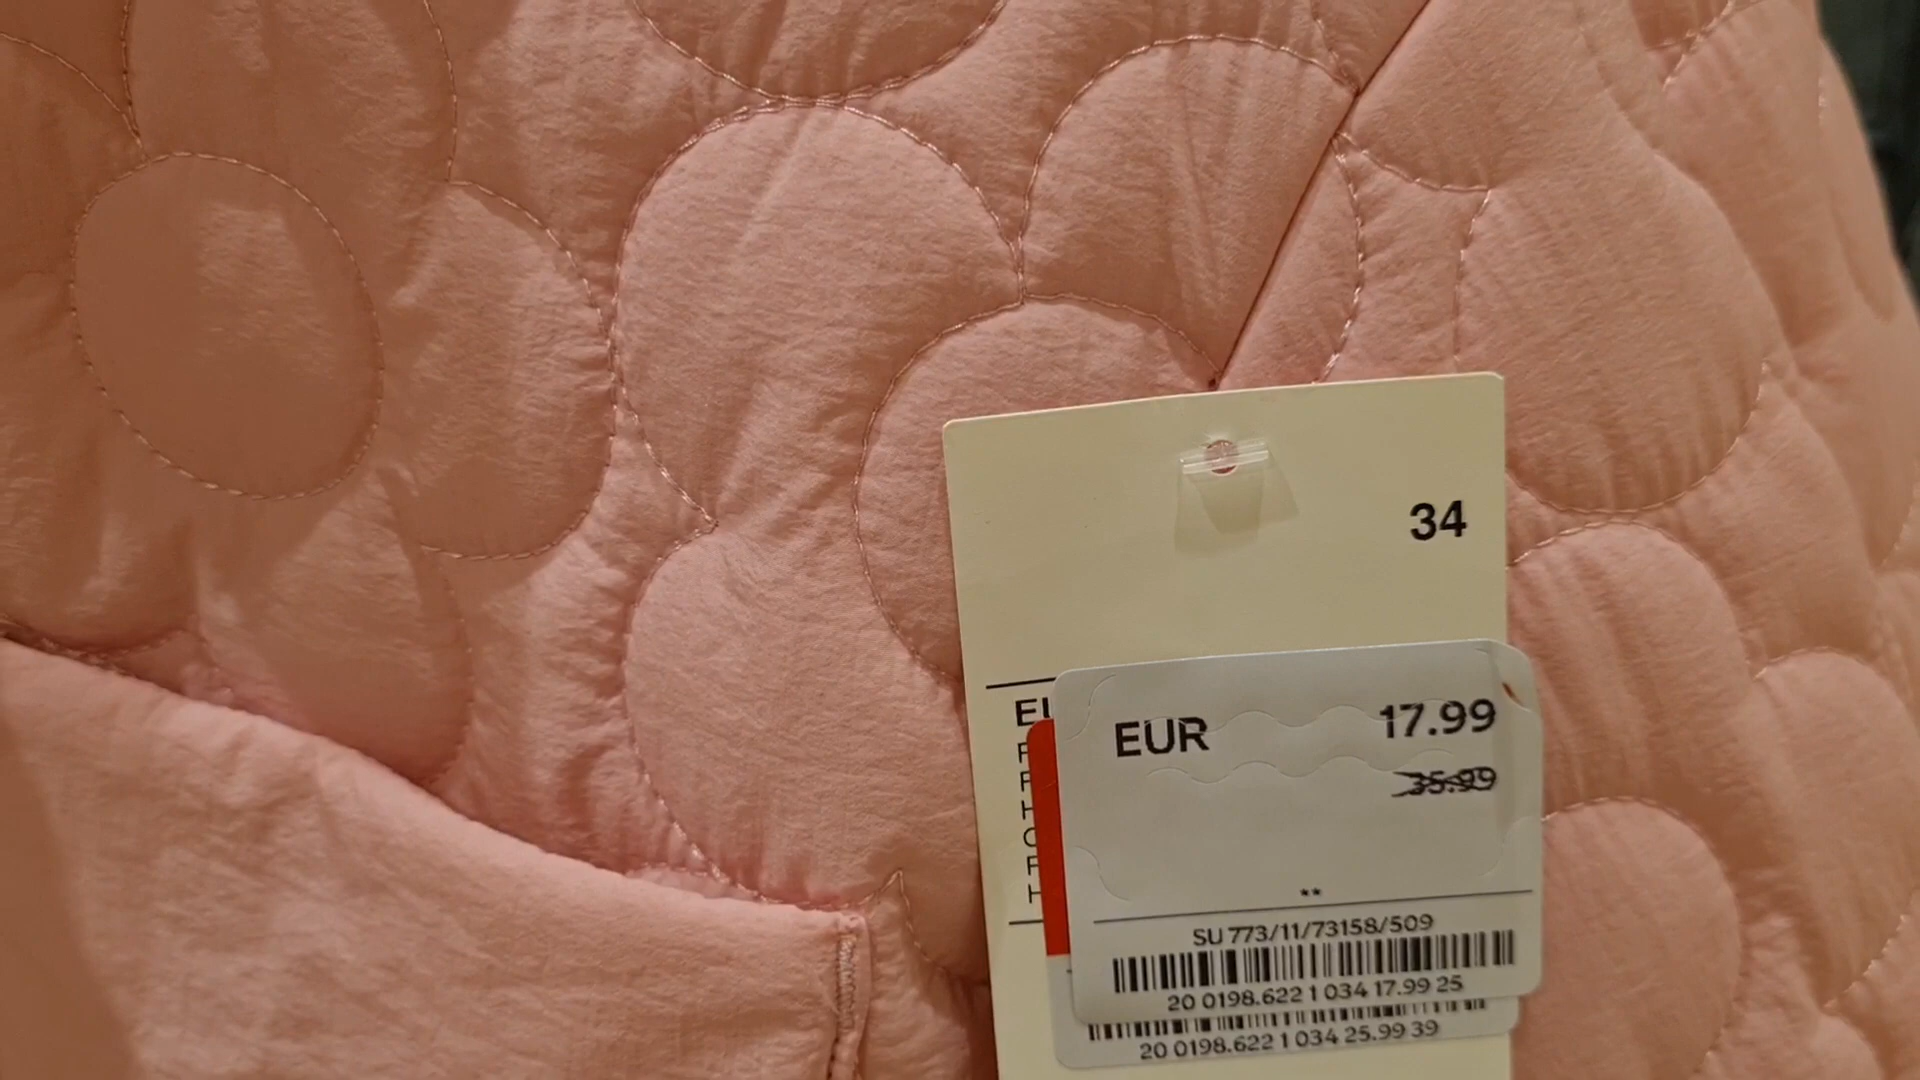 34
EUR 17.99
35.99
**
SU 773/11/73158/509
20 0198.622 1 034 17.99 25
20 0198.622 1 034 25.99 39